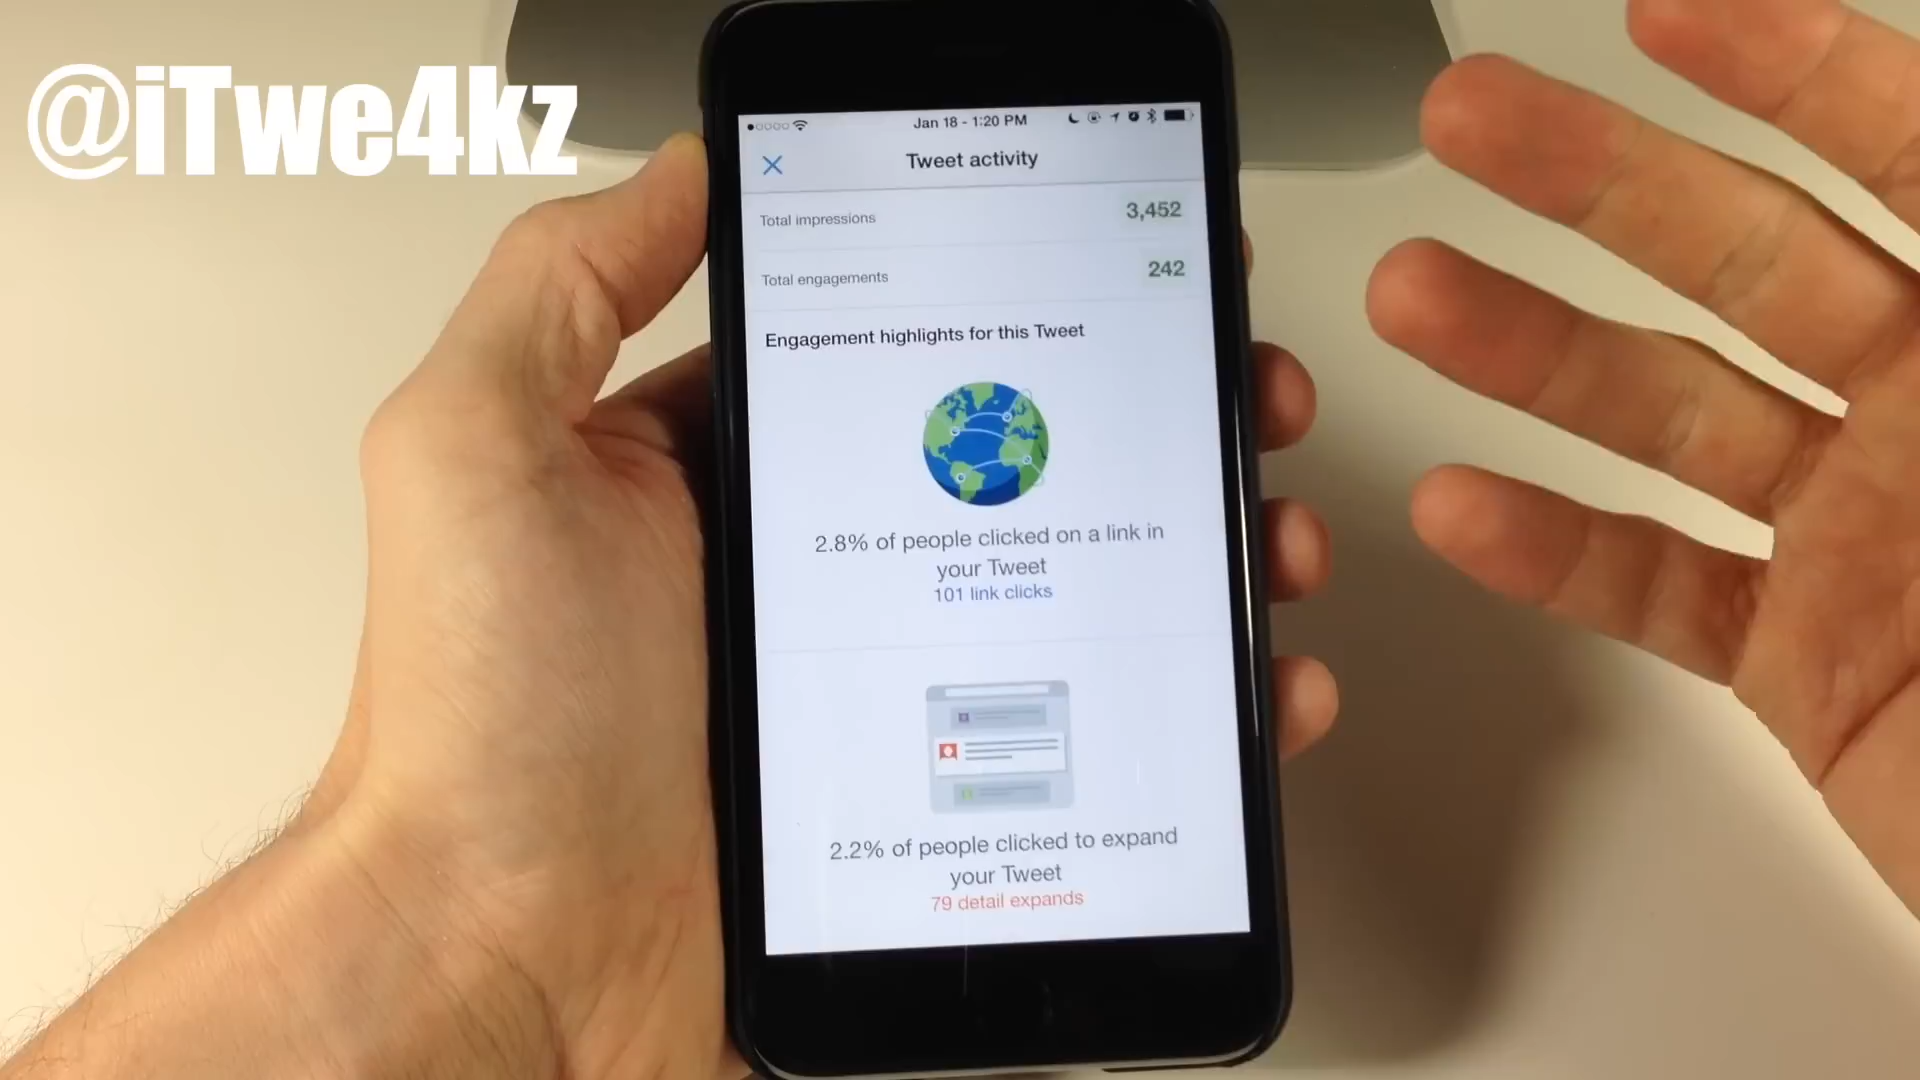 @iTwe4kz
Jan 18 - 1:20 PM
Tweet activity
Total impressions
3,452
Total engagements
242
Engagement highlights for this Tweet
2.8% of people clicked on a link in
your Tweet
101 link clicks
2.2% of people clicked to expand
your Tweet
79 detail expands